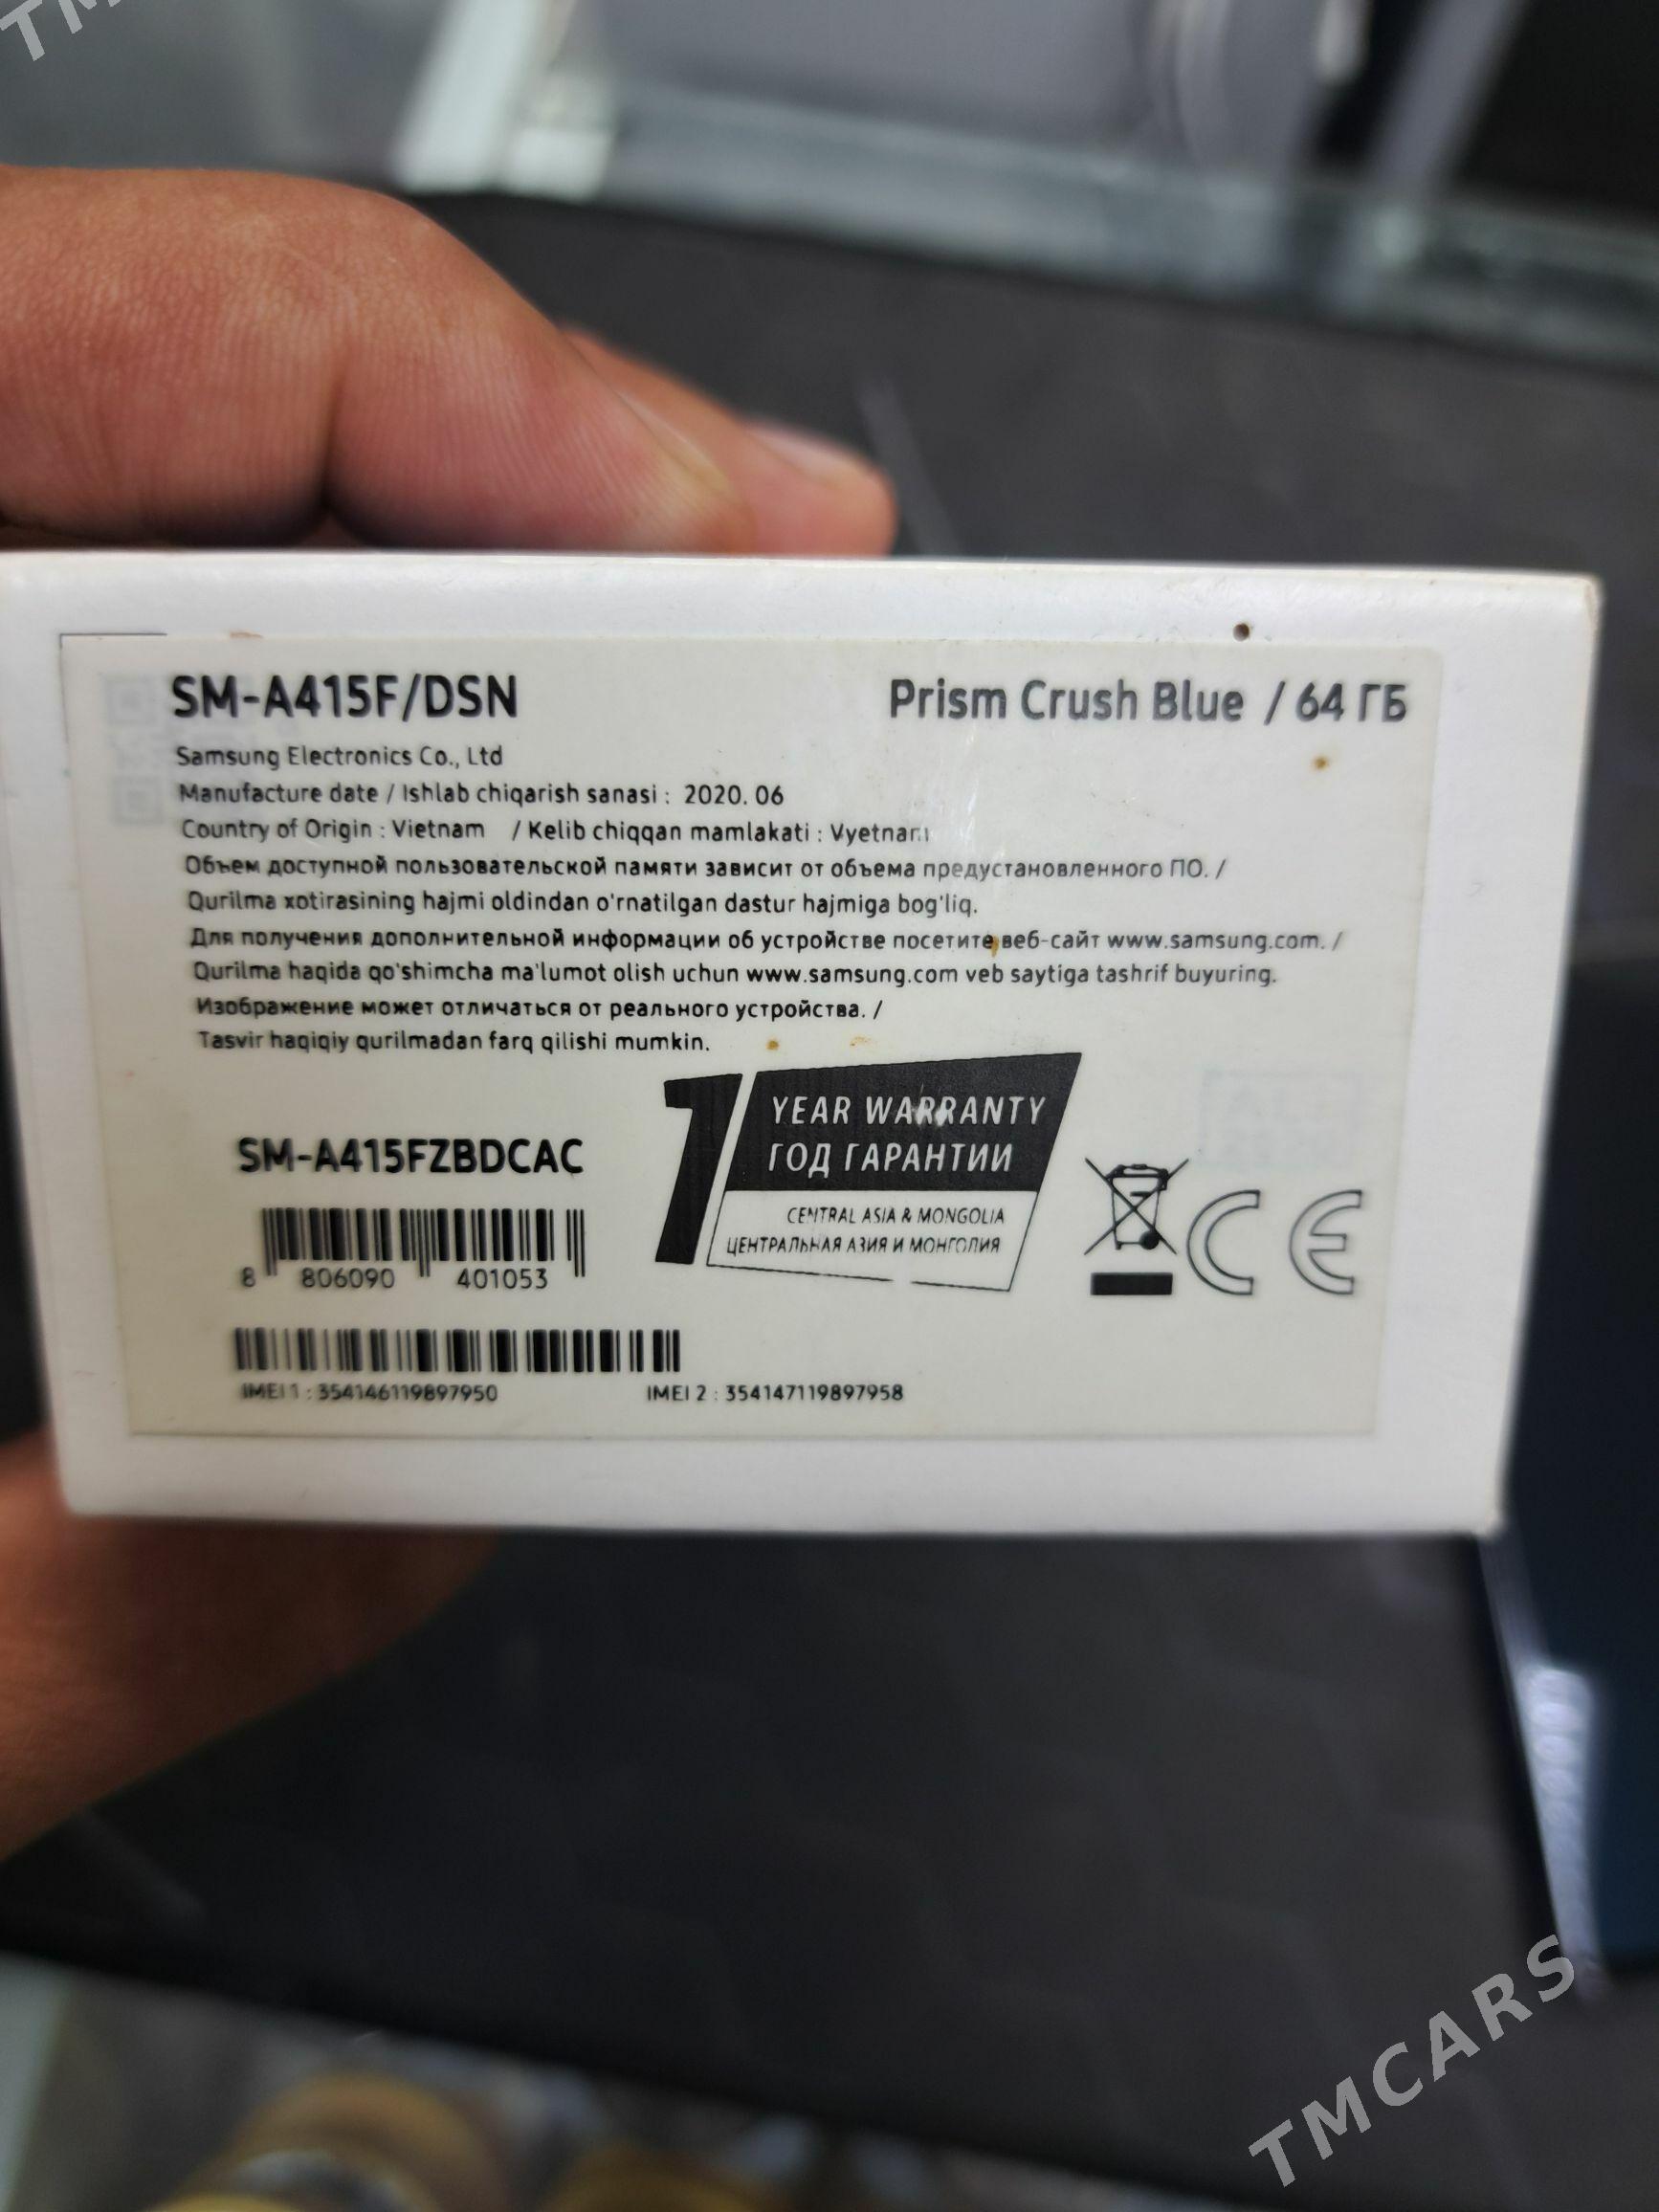 SM-A415F/DSN
Prism Crush Blue / 64 ГБ
Samsung Electronics Co., Ltd
Manufacture date / Ishlab chiqarish sanasi : 2020. 06
Country of Origin : Vietnam / Kelib chiqqan mamlakati : Vyetnam
Объем доступной пользовательской памяти зависит от объема предустановленного ПО. /
Qurilma xotirasining hajmi oldindan o'rnatilgan dastur hajmiga bog'liq.
Для получения дополнительной информации об устройстве посетите веб-сайт www.samsung.com. /
Qurilma haqida qo'shimcha ma'lumot olish uchun www.samsung.com veb saytiga tashrif buyuring.
Изображение может отличаться от реального устройства. /
Tasvir haqiqiy qurilmadan farq qilishi mumkin.
1 YEAR WARRANTY
ГОД ГАРАНТИИ
CENTRAL ASIA & MONGOLIA
ЦЕНТРАЛЬНАЯ АЗИЯ И МОНГОЛИЯ
SM-A415FZBDCAC
CE
8 806090 401053
IMEI 1 : 354146119897950 IMEI 2 : 354147119897958
TMCARS